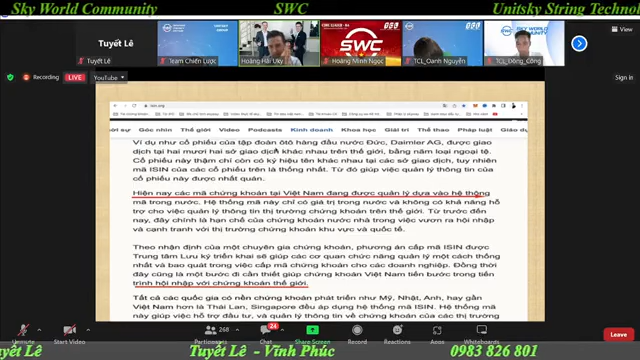 Sky World Community SWC Unitsky String Technol
Tuyết Lê
SKY WORLD COMMUNITY
SWC
Tuyết Lê
Team Chiến Lược
Hoàng Hải Uky
Hoàng Minh Ngọc
TCL_Oanh Nguyễn
TCL_Đông_Công
View
Recording
LIVE
YouTube
Sign in
Góc nhìn Thế giới Video Podcasts Kinh doanh Khoa học Giải trí Thể thao Pháp luật Giáo dục
Ví dụ như cổ phiếu của tập đoàn ôtô hàng đầu nước Đức, Daimler AG, được giao
dịch tại hai mươi hai sở giao dịch khác nhau trên thế giới, bằng năm loại ngoại tệ.
Cổ phiếu này thậm chí còn có ký hiệu tên khác nhau tại các sở giao dịch, tuy nhiên
mã ISIN của các cổ phiếu trên là thống nhất. Từ đó giúp việc quản lý thông tin của
cổ phiếu này được nhất quán.
Hiện nay các mã chứng khoán tại Việt Nam đang được quản lý dựa vào hệ thống
mã trong nước. Hệ thống mã này chỉ có giá trị trong nước và không có khả năng hỗ
trợ cho việc quản lý thông tin thị trường chứng khoán trên thế giới. Từ trước đến
nay, đây chính là hạn chế của chứng khoán nước nhà trong việc vươn ra hội nhập
và cạnh tranh với thị trường chứng khoán khu vực và quốc tế.
Theo nhận định của một chuyên gia chứng khoán, phương án cấp mã ISIN được
Trung tâm Lưu ký triển khai sẽ giúp các cơ quan chức năng quản lý một cách thống
nhất và bao quát trong việc cấp mã chứng khoán cho các doanh nghiệp. Đồng thời
đây cũng là một bước đi cần thiết giúp chứng khoán Việt Nam tiến bước trong tiến
trình hội nhập với chứng khoán thế giới.
Tất cả các quốc gia có nền chứng khoán phát triển như Mỹ, Nhật, Anh, hay gần
Việt Nam hơn là Thái Lan, Singapore đều áp dụng hệ thống mã ISIN. Hệ thống mã
này giúp việc hỗ trợ đầu tư, và quản lý thông tin về chứng khoán của các thị trường
Unmute
Start Video
Participants
268
Chat
24
Share Screen
Record
Reactions
Apps
Whiteboards
Leave
Tuyết Lê Tuyết Lê - Vĩnh Phúc 0983 826 801